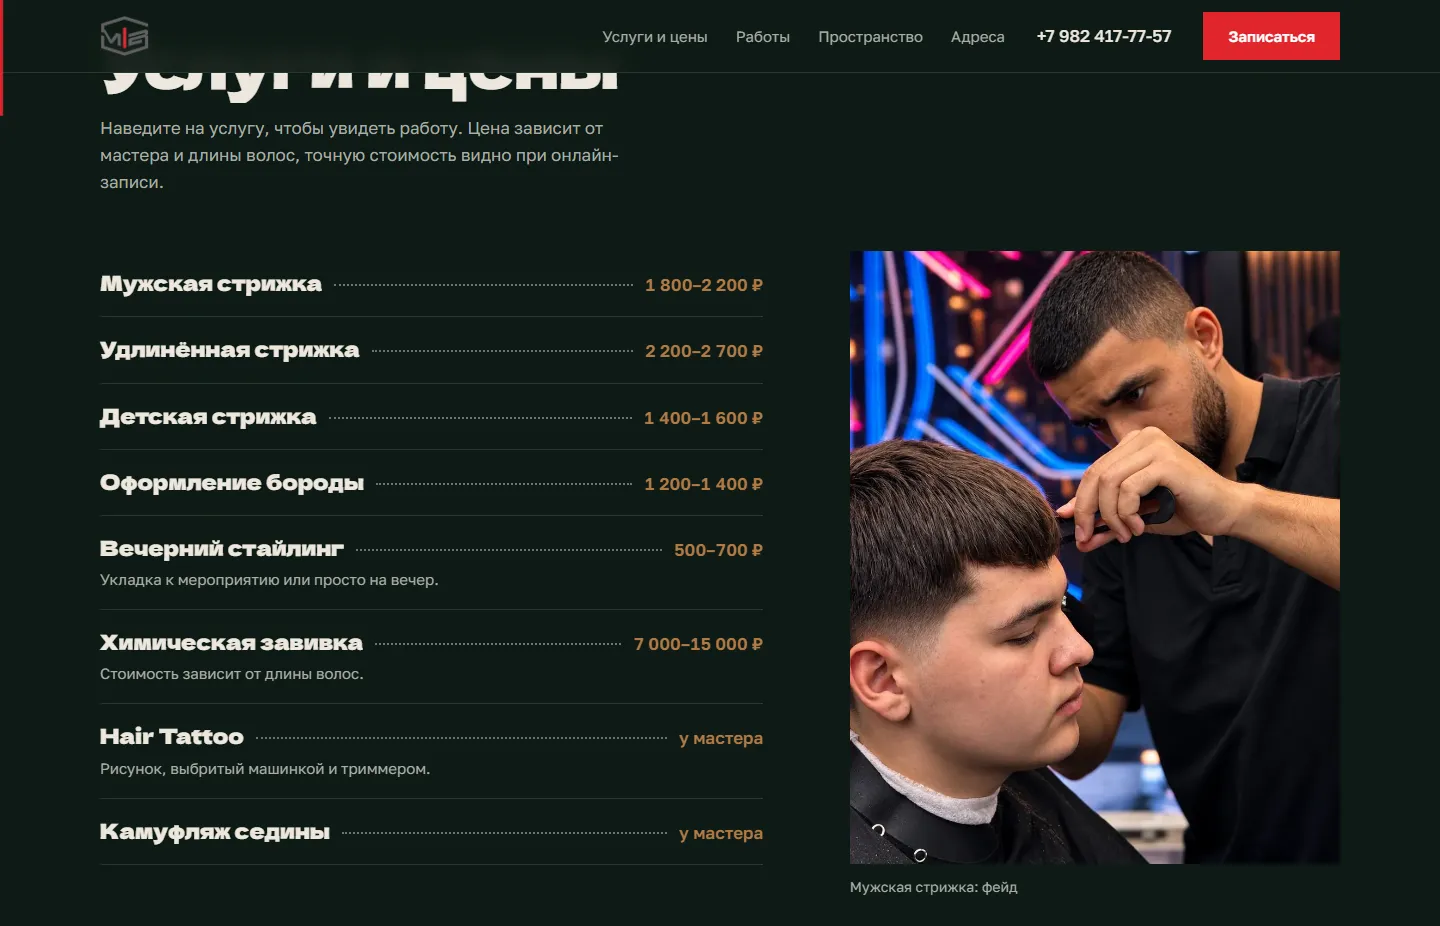 Услуги и цены Работы Пространство Адреса +7 982 417-77-57 Записаться
Услуги и цены
Наведите на услугу, чтобы увидеть работу. Цена зависит от
мастера и длины волос, точную стоимость видно при онлайн-
записи.
Мужская стрижка 1 800–2 200 ₽
Удлинённая стрижка 2 200–2 700 ₽
Детская стрижка 1 400–1 600 ₽
Оформление бороды 1 200–1 400 ₽
Вечерний стайлинг 500–700 ₽
Укладка к мероприятию или просто на вечер.
Химическая завивка 7 000–15 000 ₽
Стоимость зависит от длины волос.
Hair Tattoo у мастера
Рисунок, выбритый машинкой и триммером.
Камуфляж седины у мастера
Мужская стрижка: фейд